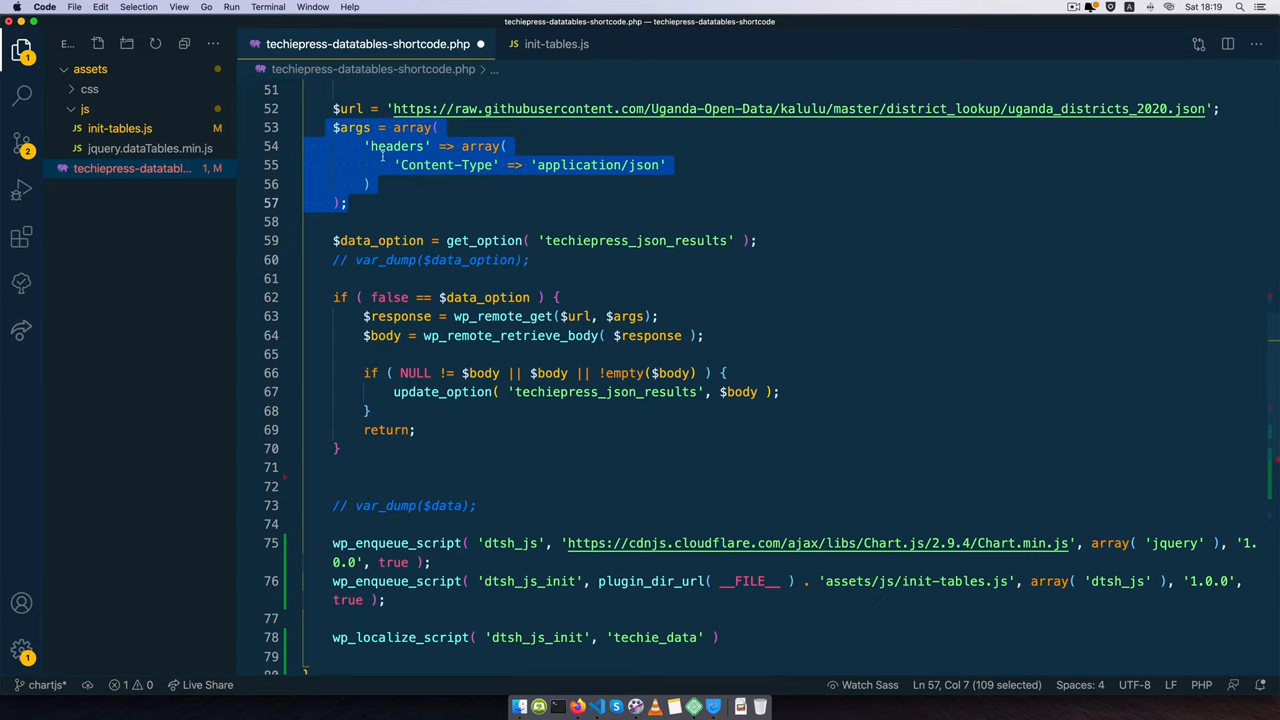 Code File Edit Selection View Go Run Terminal Window Help Sat 18:19
techiepress-datatables-shortcode.php — techiepress-datatables-shortcode
E... techiepress-datatables-shortcode.php ● init-tables.js
techiepress-datatables-shortcode.php > ...
assets
css
js
init-tables.js M
jquery.dataTables.min.js
techiepress-datatabl... 1, M
51
52 $url = 'https://raw.githubusercontent.com/Uganda-Open-Data/kalulu/master/district_lookup/uganda_districts_2020.json';
53 $args = array(
54 'headers' => array(
55 'Content-Type' => 'application/json'
56 )
57 );
58
59 $data_option = get_option( 'techiepress_json_results' );
60 // var_dump($data_option);
61
62 if ( false == $data_option ) {
63 $response = wp_remote_get($url, $args);
64 $body = wp_remote_retrieve_body( $response );
65
66 if ( NULL != $body || $body || !empty($body) ) {
67 update_option( 'techiepress_json_results', $body );
68 }
69 return;
70 }
71
72
73 // var_dump($data);
74
75 wp_enqueue_script( 'dtsh_js', 'https://cdnjs.cloudflare.com/ajax/libs/Chart.js/2.9.4/Chart.min.js', array( 'jquery' ), '1.
0.0', true );
76 wp_enqueue_script( 'dtsh_js_init', plugin_dir_url( __FILE__ ) . 'assets/js/init-tables.js', array( 'dtsh_js' ), '1.0.0',
true );
77
78 wp_localize_script( 'dtsh_js_init', 'techie_data' )
79
80 }
chartjs* 1 0 Live Share Watch Sass Ln 57, Col 7 (109 selected) Spaces: 4 UTF-8 LF PHP